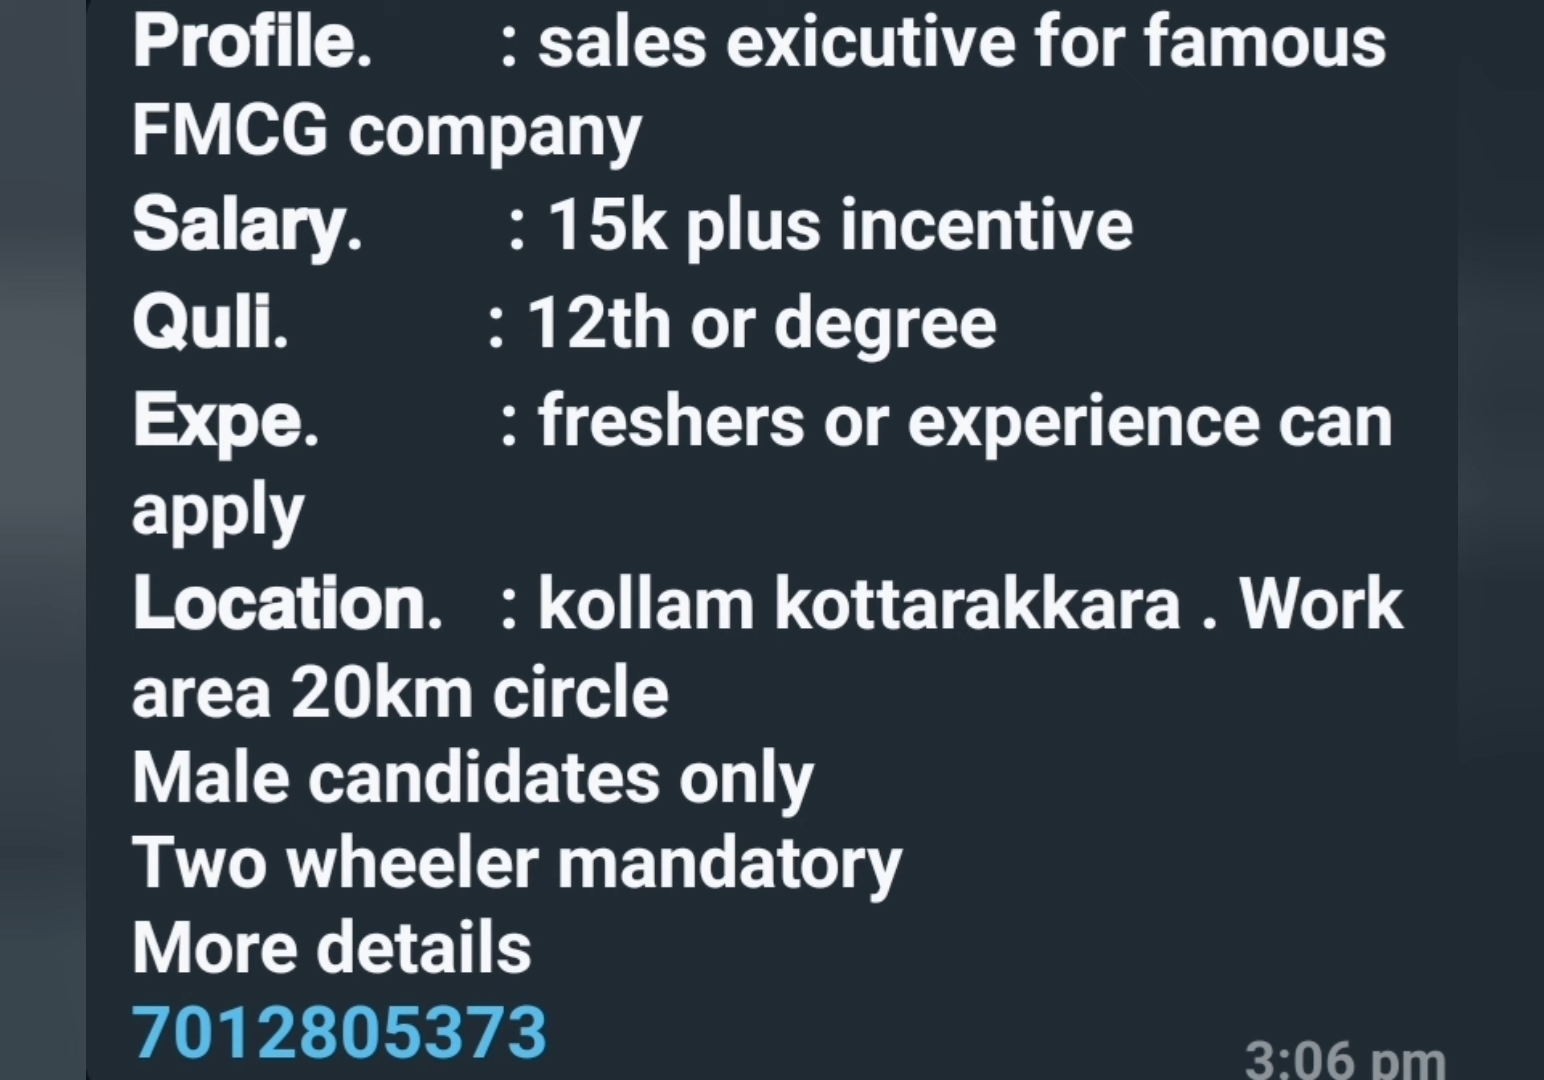 Profile. : sales exicutive for famous
FMCG company
Salary. : 15k plus incentive
Quli. : 12th or degree
Expe. : freshers or experience can
apply
Location. : kollam kottarakkara . Work
area 20km circle
Male candidates only
Two wheeler mandatory
More details
7012805373
3:06 pm